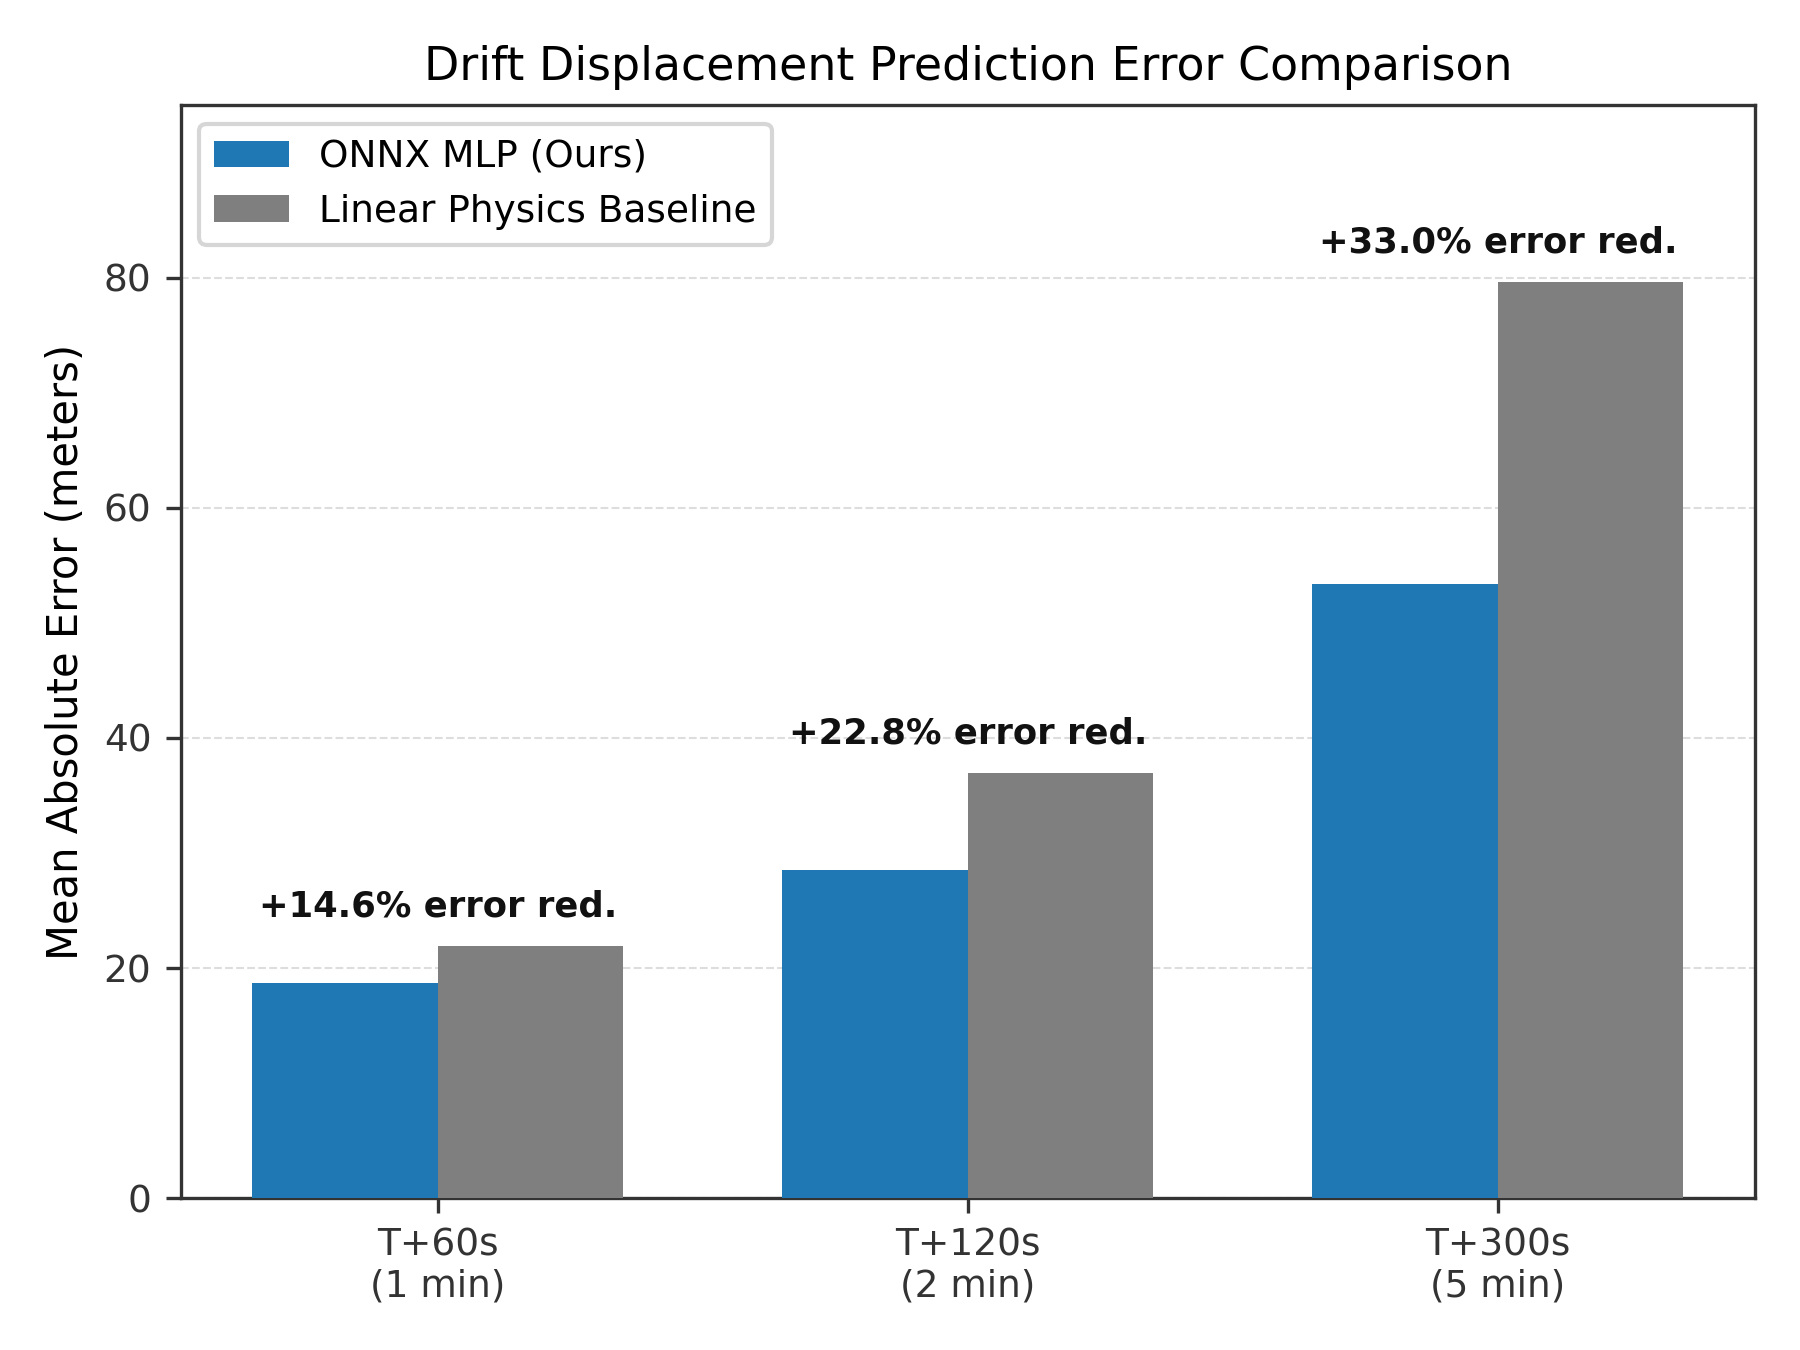 Drift Displacement Prediction Error Comparison
ONNX MLP (Ours)
Linear Physics Baseline
+33.0% error red.
+22.8% error red.
+14.6% error red.
Mean Absolute Error (meters)
80
60
40
20
0
T+60s
(1 min)
T+120s
(2 min)
T+300s
(5 min)